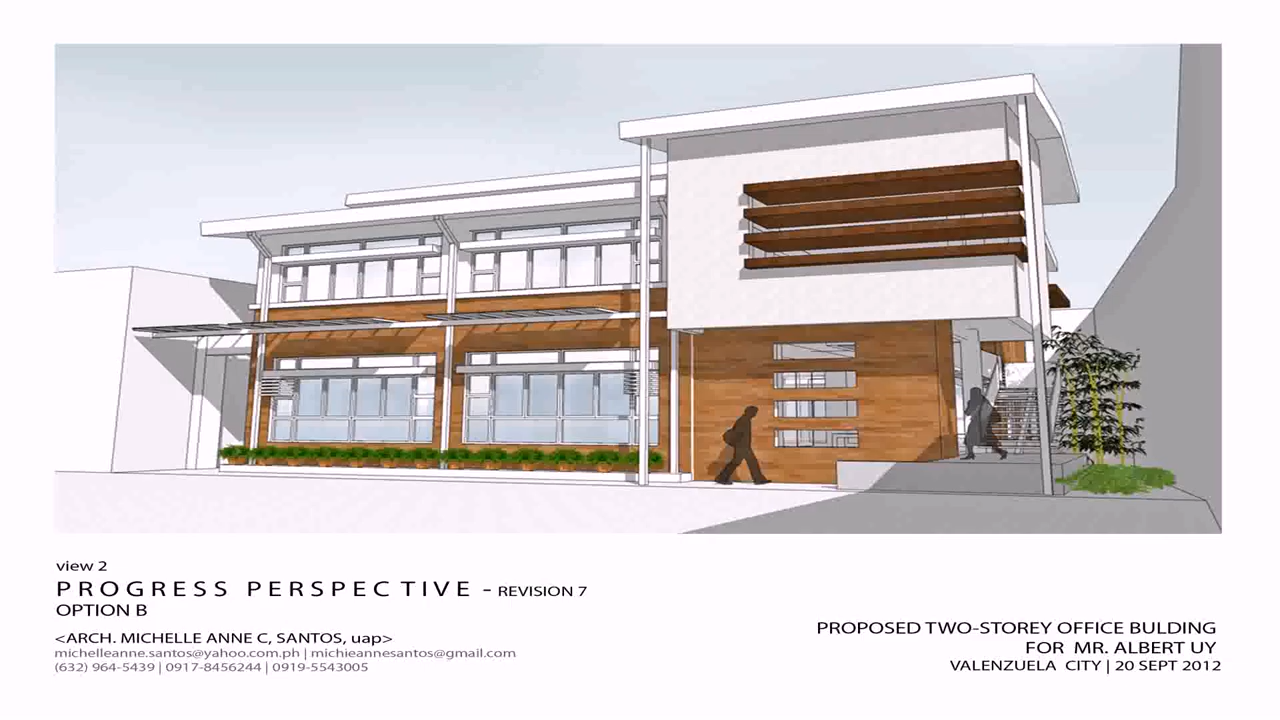 view 2
PROGRESS PERSPECTIVE - REVISION 7
OPTION B
<ARCH. MICHELLE ANNE C, SANTOS, uap>
michelleanne.santos@yahoo.com.ph | michieannesantos@gmail.com
(632) 964-5439 | 0917-8456244 | 0919-5543005
PROPOSED TWO-STOREY OFFICE BULDING
FOR MR. ALBERT UY
VALENZUELA CITY | 20 SEPT 2012